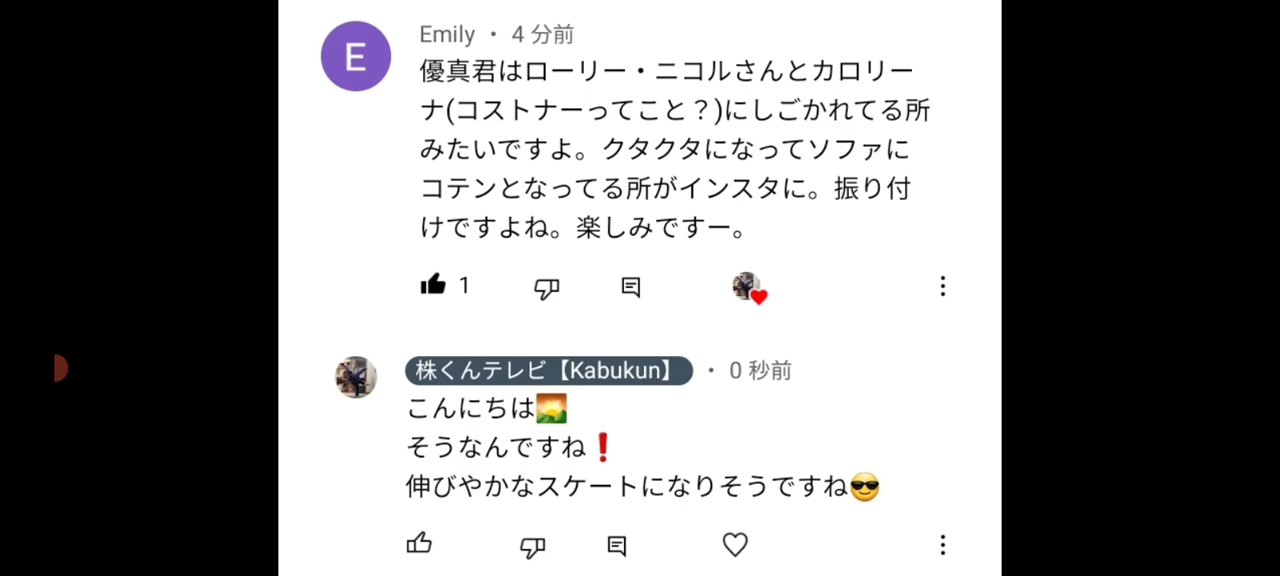 E
Emily ・ 4 分前
優真君はローリー・ニコルさんとカロリー
ナ(コストナーってこと？)にしごかれてる所
みたいですよ。クタクタになってソファに
コテンとなってる所がインスタに。振り付
けですよね。楽しみですー。
1
株くんテレビ【Kabukun】 ・ 0 秒前
こんにちは🌄
そうなんですね❗
伸びやかなスケートになりそうですね😎